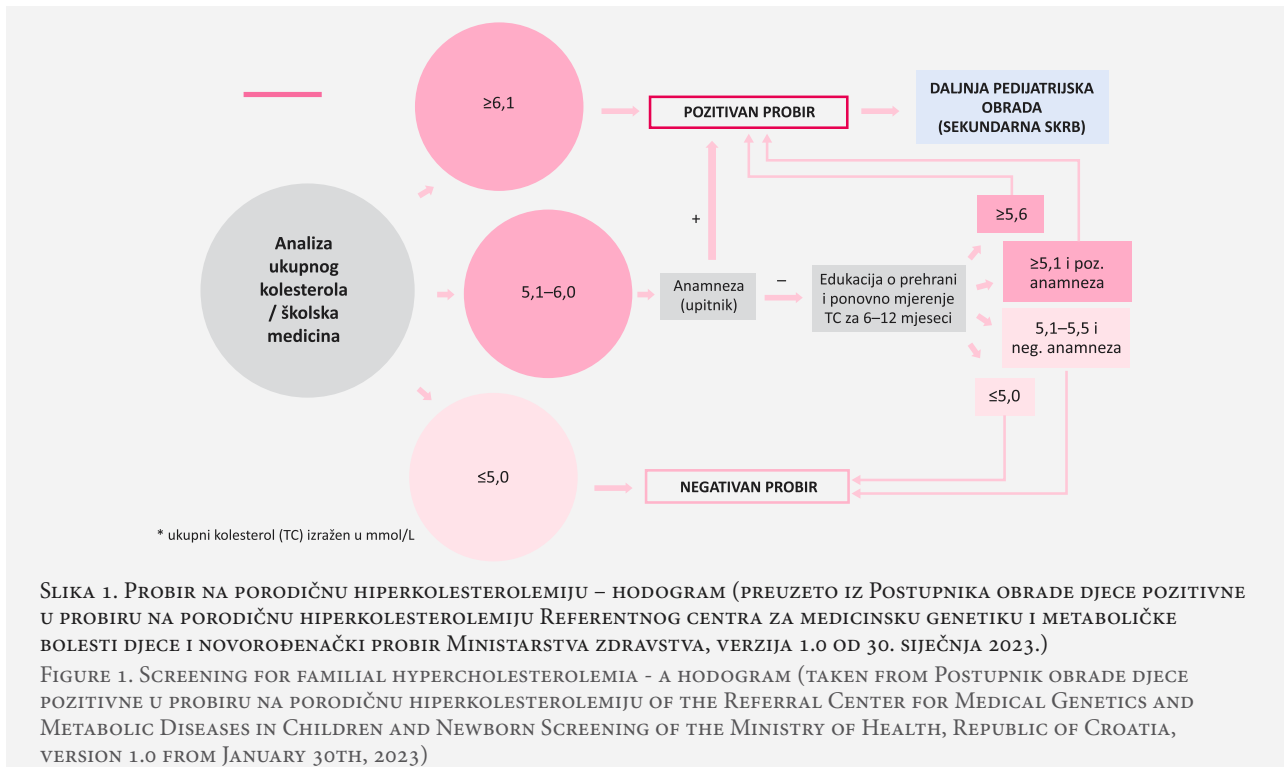 ≥6,1
POZITIVAN PROBIR
DALJNJA PEDIJATRIJSKA
OBRADA
(SEKUNDARNA SKRB)
Analiza
ukupnog
kolesterola
/ školska
medicina
5,1–6,0
+
Anamneza
(upitnik)
–
Edukacija o prehrani
i ponovno mjerenje
TC za 6–12 mjeseci
≥5,6
≥5,1 i poz.
anamneza
5,1–5,5 i
neg. anamneza
≤5,0
≤5,0
NEGATIVAN PROBIR
* ukupni kolesterol (TC) izražen u mmol/L
Slika 1. Probir na porodičnu hiperkolesterolemiju – hodogram (preuzeto iz Postupnika obrade djece pozitivne
u probiru na porodičnu hiperkolesterolemiju Referentnog centra za medicinsku genetiku i metaboličke
bolesti djece i novorođenački probir Ministarstva zdravstva, verzija 1.0 od 30. siječnja 2023.)
Figure 1. Screening for familial hypercholesterolemia - a hodogram (taken from Postupnik obrade djece
pozitivne u probiru na porodičnu hiperkolesterolemiju of the Referral Center for Medical Genetics and
Metabolic Diseases in Children and Newborn Screening of the Ministry of Health, Republic of Croatia,
version 1.0 from January 30th, 2023)